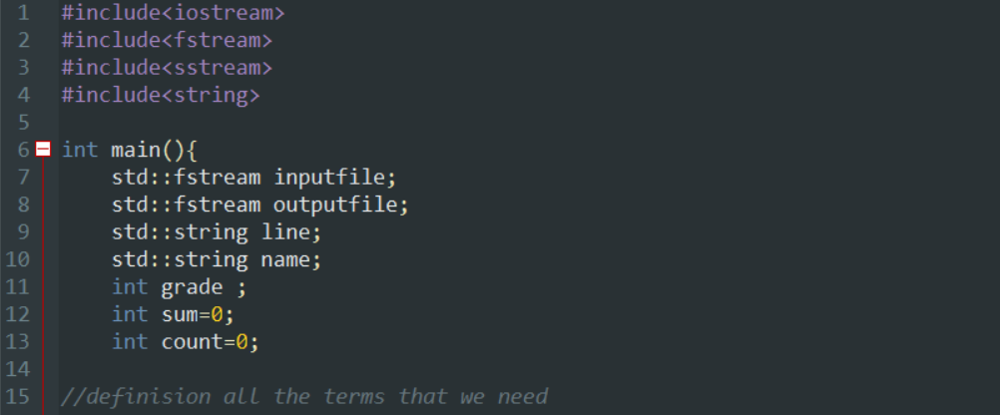 1 #include<iostream>
2 #include<fstream>
3 #include<sstream>
4 #include<string>
5
6 int main(){
7 std::fstream inputfile;
8 std::fstream outputfile;
9 std::string line;
10 std::string name;
11 int grade ;
12 int sum=0;
13 int count=0;
14
15 //definision all the terms that we need